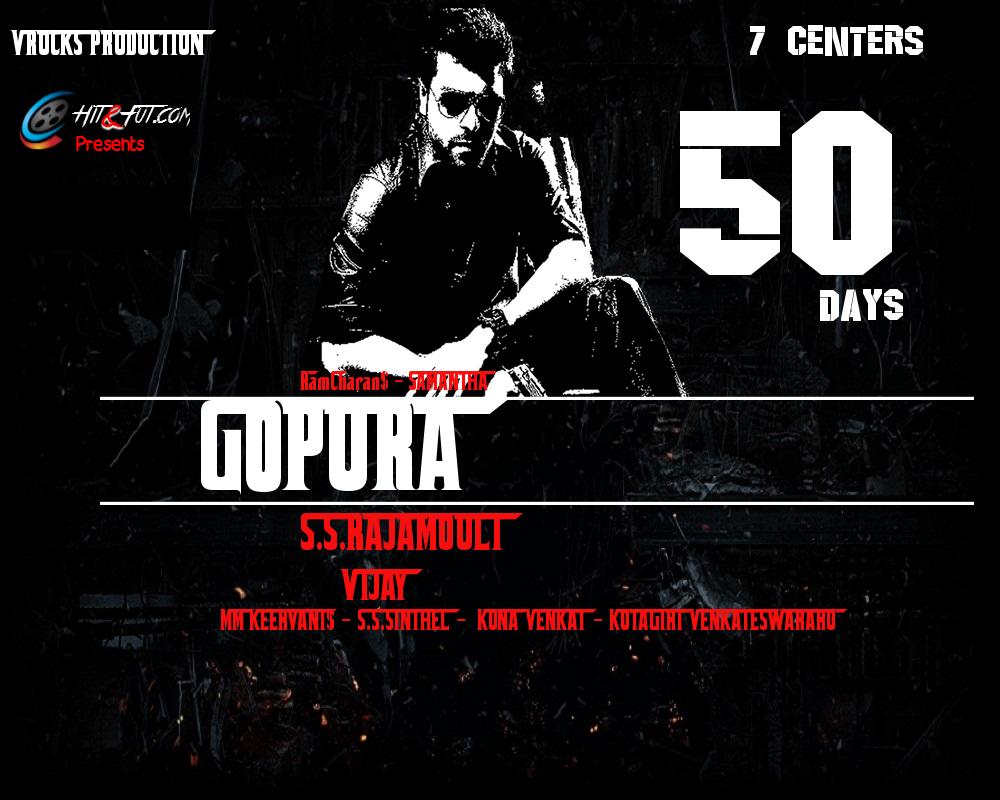 VROCKS PRODUCTION
7 CENTERS
HIT&FUT.COM
Presents
50
DAYS
RamCharan$ - SAMANTHA
GOPURA
S.S.RAJAMOULI
VIJAY
MM KEERVANI$ - S.S.SINTHEL - KONA VENKAT - KOTAGIRI VENKATESWARARO